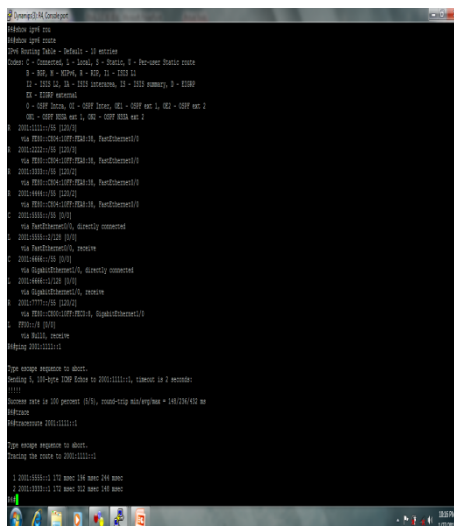 Dynamips(3): R4, Console port
R4#show ipv6 rou
R4#show ipv6 route
IPv6 Routing Table - Default - 10 entries
Codes: C - Connected, L - Local, S - Static, U - Per-user Static route
B - BGP, M - MIPv6, R - RIP, I1 - ISIS L1
I2 - ISIS L2, IA - ISIS interarea, IS - ISIS summary, D - EIGRP
EX - EIGRP external
O - OSPF Intra, OI - OSPF Inter, OE1 - OSPF ext 1, OE2 - OSPF ext 2
ON1 - OSPF NSSA ext 1, ON2 - OSPF NSSA ext 2
R 2001:1111::/55 [120/3]
via FE80::C804:10FF:FEA8:38, FastEthernet0/0
R 2001:2222::/55 [120/3]
via FE80::C804:10FF:FEA8:38, FastEthernet0/0
R 2001:3333::/55 [120/2]
via FE80::C804:10FF:FEA8:38, FastEthernet0/0
R 2001:4444::/55 [120/2]
via FE80::C804:10FF:FEA8:38, FastEthernet0/0
C 2001:5555::/55 [0/0]
via FastEthernet0/0, directly connected
L 2001:5555::2/128 [0/0]
via FastEthernet0/0, receive
C 2001:6666::/55 [0/0]
via GigabitEthernet1/0, directly connected
L 2001:6666::1/128 [0/0]
via GigabitEthernet1/0, receive
R 2001:7777::/55 [120/2]
via FE80::C800:10FF:FEC0:8, GigabitEthernet1/0
L FF00::/8 [0/0]
via Null0, receive
R4#ping 2001:1111::1
Type escape sequence to abort.
Sending 5, 100-byte ICMP Echos to 2001:1111::1, timeout is 2 seconds:
!!!!!
Success rate is 100 percent (5/5), round-trip min/avg/max = 148/236/432 ms
R4#trace
R4#traceroute 2001:1111::1
Type escape sequence to abort.
Tracing the route to 2001:1111::1
1 2001:5555::1 172 msec 196 msec 244 msec
2 2001:3333::1 172 msec 312 msec 148 msec
R4#
10:16 PM